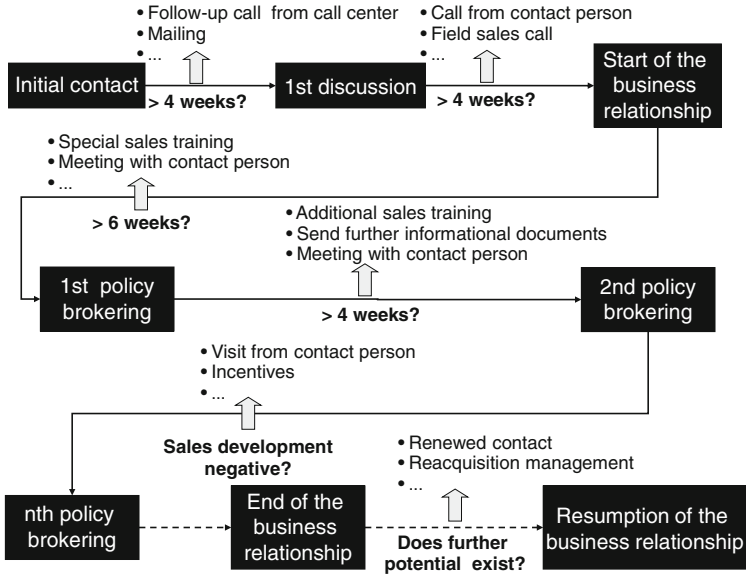 • Follow-up call from call center
• Mailing
• ...
• Call from contact person
• Field sales call
• ...
Initial contact
> 4 weeks?
1st discussion
> 4 weeks?
Start of the
business
relationship
• Special sales training
• Meeting with contact person
• ...
> 6 weeks?
• Additional sales training
• Send further informational documents
• Meeting with contact person
1st policy
brokering
> 4 weeks?
2nd policy
brokering
• Visit from contact person
• Incentives
• ...
Sales development
negative?
• Renewed contact
• Reacquisition management
• ...
nth policy
brokering
End of the
business
relationship
Does further
potential exist?
Resumption of the
business relationship